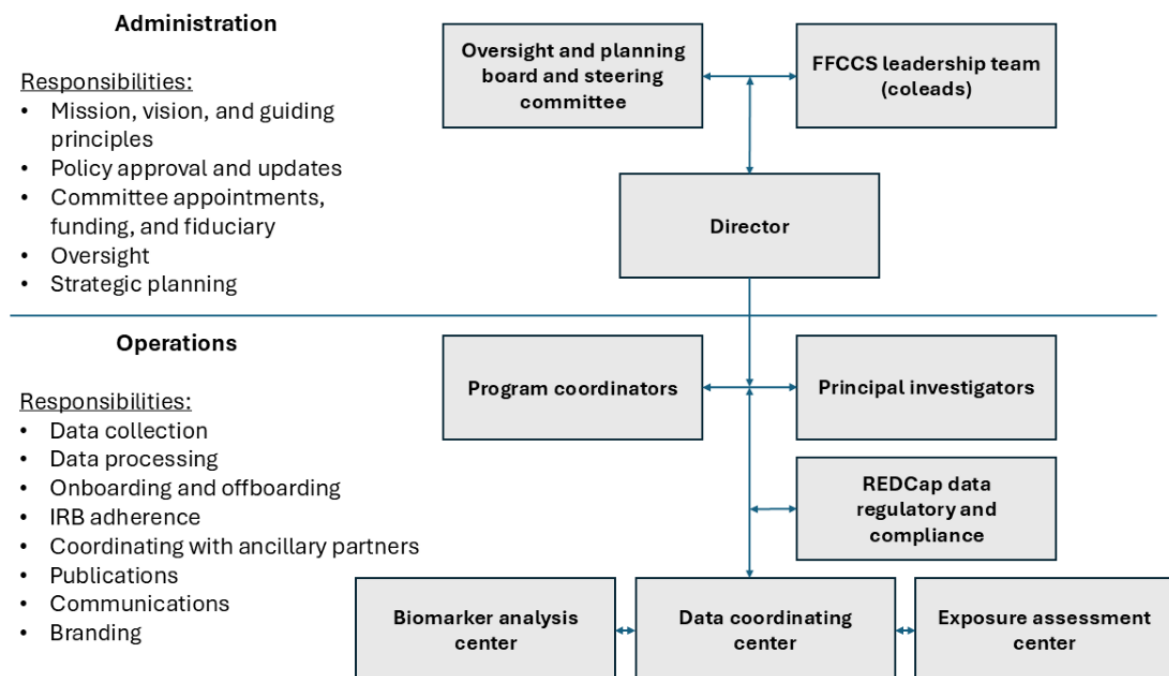 Administration
Responsibilities:
• Mission, vision, and guiding
principles
• Policy approval and updates
• Committee appointments,
funding, and fiduciary
• Oversight
• Strategic planning
Oversight and planning
board and steering
committee
FFCCS leadership team
(coleads)
Director
Operations
Responsibilities:
• Data collection
• Data processing
• Onboarding and offboarding
• IRB adherence
• Coordinating with ancillary partners
• Publications
• Communications
• Branding
Program coordinators
Principal investigators
REDCap data
regulatory and
compliance
Biomarker analysis
center
Data coordinating
center
Exposure assessment
center